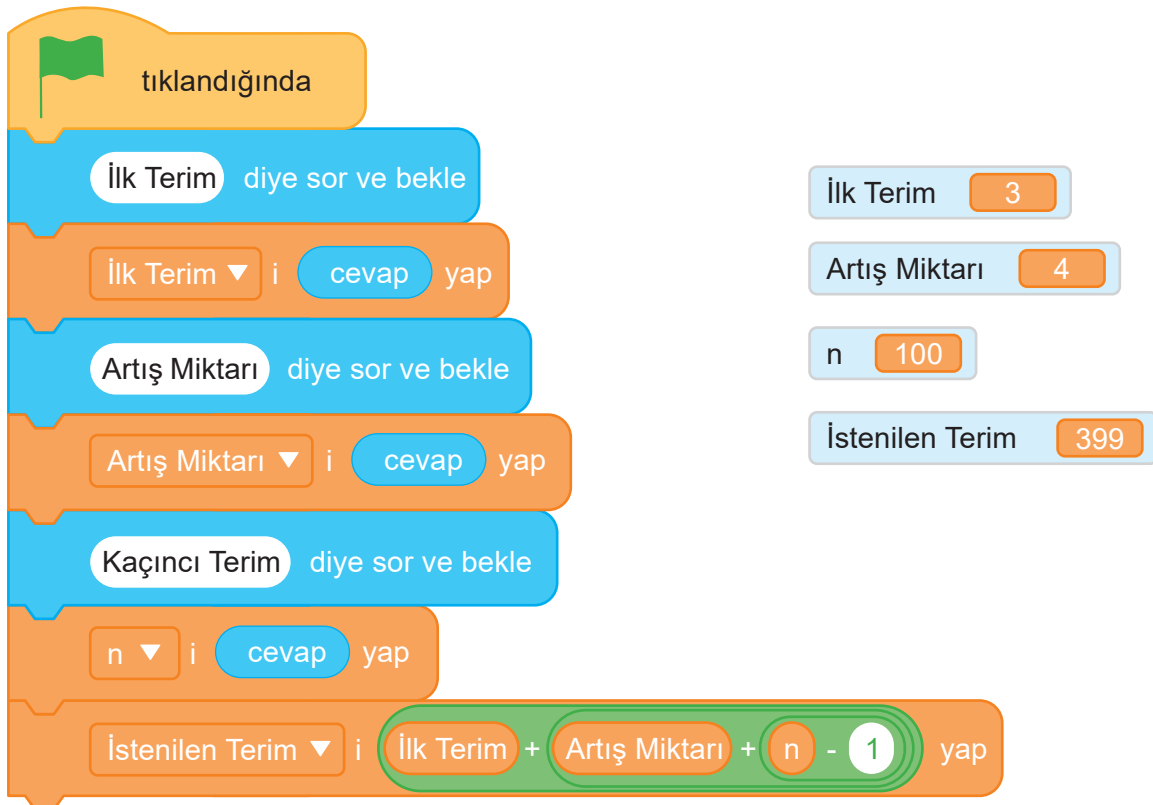 tıklandığında
İlk Terim diye sor ve bekle
İlk Terim i cevap yap
Artış Miktarı diye sor ve bekle
Artış Miktarı i cevap yap
Kaçıncı Terim diye sor ve bekle
n i cevap yap
İstenilen Terim i İlk Terim + Artış Miktarı + n - 1 yap
İlk Terim 3
Artış Miktarı 4
n 100
İstenilen Terim 399